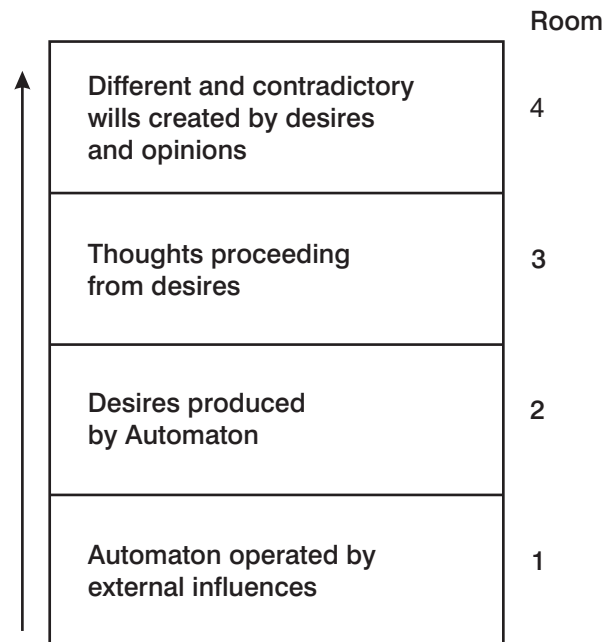 Room
Different and contradictory
wills created by desires
and opinions
4
Thoughts proceeding
from desires
3
Desires produced
by Automaton
2
Automaton operated by
external influences
1